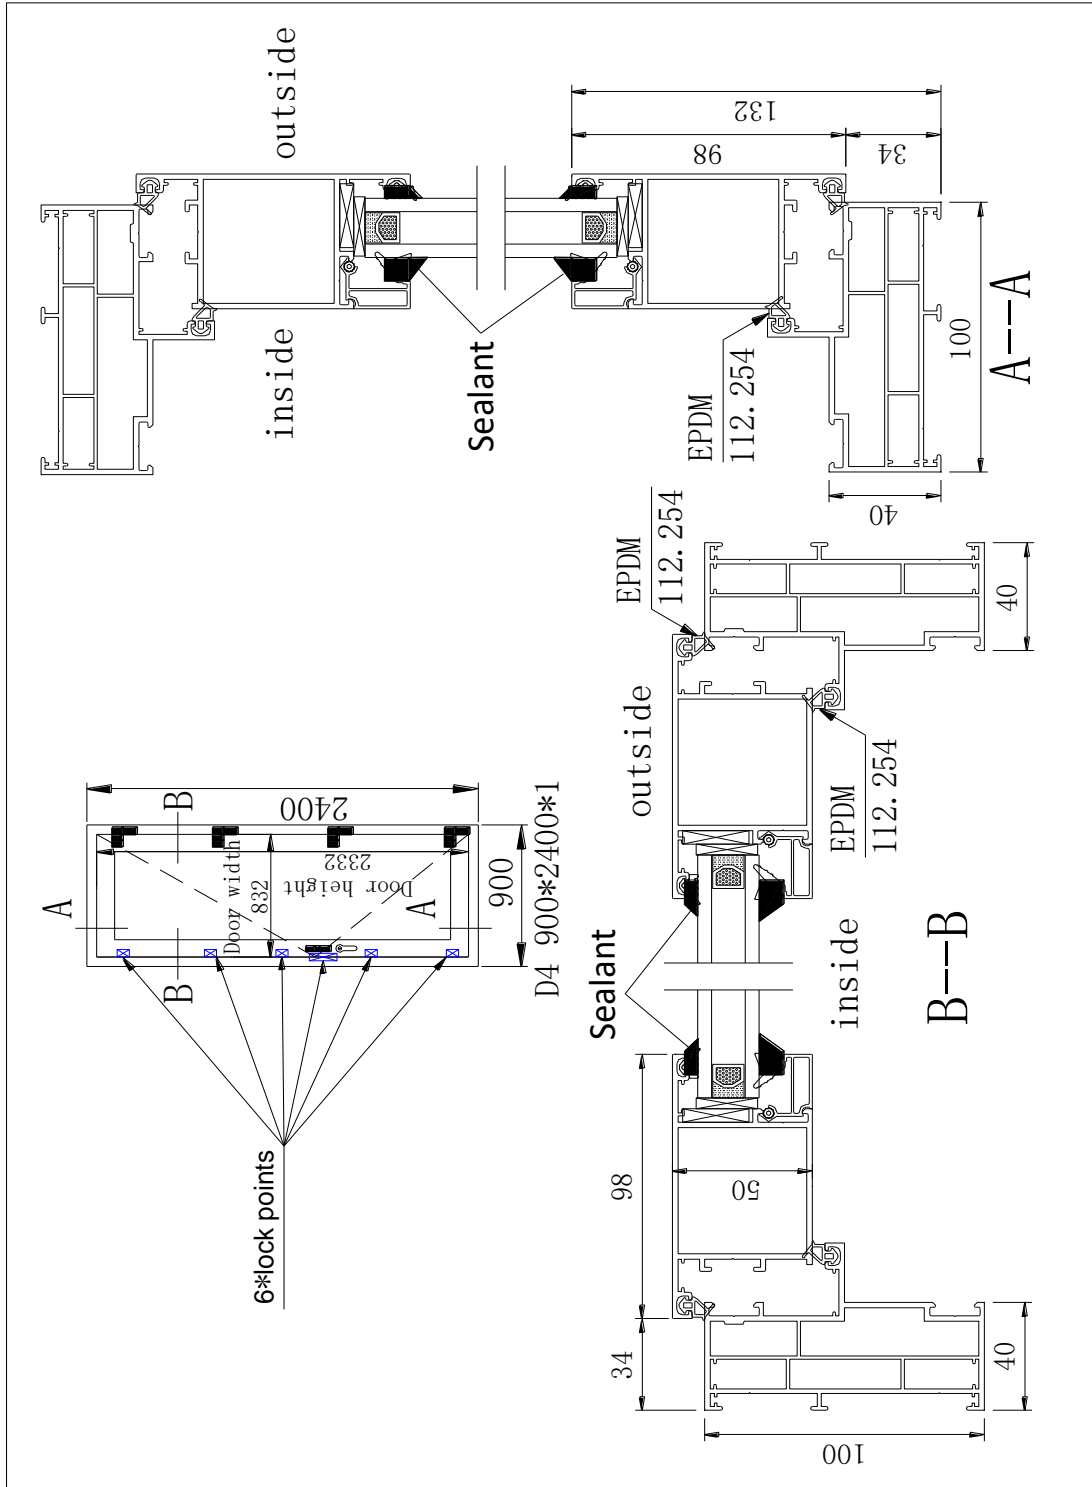 outside
inside
Sealant
EPDM
112.254
132
98
34
100
40
A--A
A
A
B
B
2400
2332
Door height
Door width
832
900
D4 900*2400*1
6*lock points
outside
inside
Sealant
EPDM
112.254
EPDM
112.254
40
98
50
34
40
100
B--B